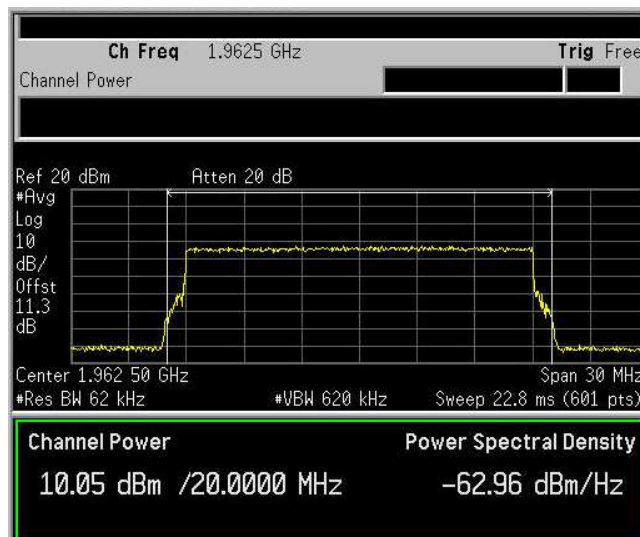 Ch Freq 1.9625 GHz Trig Free
Channel Power
Ref 20 dBm Atten 20 dB
#Avg
Log
10
dB/
Offst
11.3
dB
Center 1.962 50 GHz Span 30 MHz
#Res BW 62 kHz #VBW 620 kHz Sweep 22.8 ms (601 pts)
Channel Power Power Spectral Density
10.05 dBm /20.0000 MHz -62.96 dBm/Hz